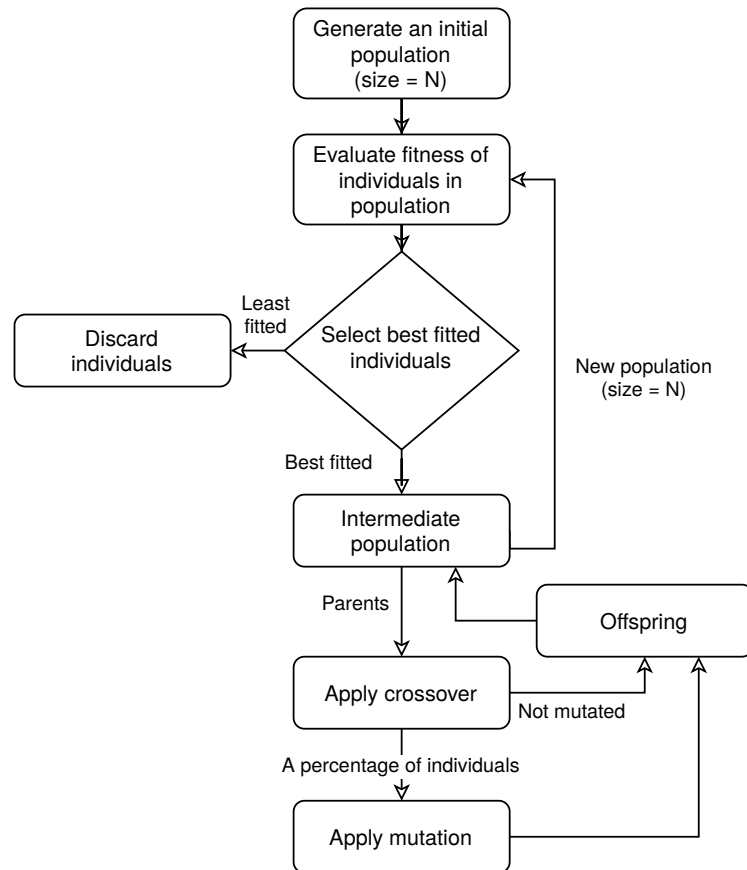 Generate an initial
population
(size = N)
Evaluate fitness of
individuals in
population
Least
fitted
Select best fitted
individuals
Discard
individuals
New population
(size = N)
Best fitted
Intermediate
population
Parents
Offspring
Apply crossover
Not mutated
A percentage of individuals
Apply mutation